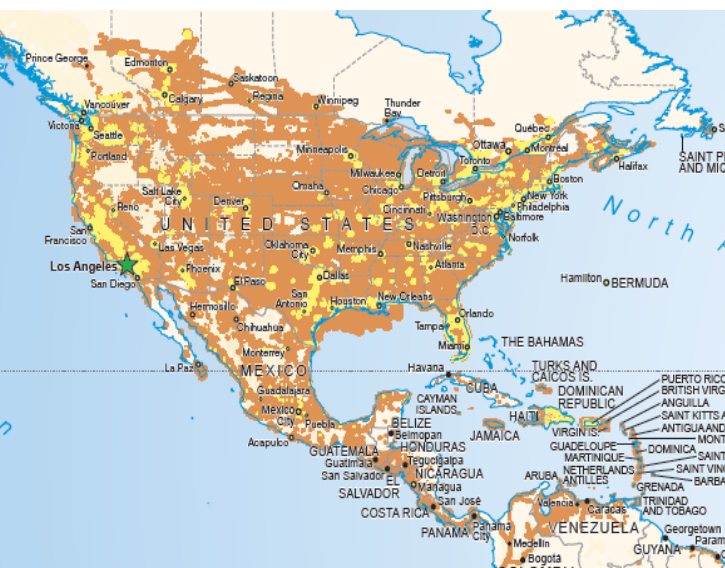 Prince George
Edmonton
Saskatoon
Calgary
Regina
Winnipeg
Thunder
Bay
Vancouver
Victoria
Seattle
Portland
Québec
Ottawa
Montréal
Halifax
SAINT PI
AND MIQ
Minneapolis
Toronto
Milwaukee
Detroit
Boston
Chicago
Salt Lake
City
Omaha
Pittsburgh
New York
Philadelphia
Reno
Denver
Cincinnati
Washington
D.C.
Baltimore
North A
UNITED STATES
San
Francisco
Norfolk
Las Vegas
Oklahoma
City
Memphis
Nashville
Los Angeles
Phoenix
Atlanta
Dallas
San Diego
El Paso
Hamilton
BERMUDA
San
Antonio
Houston
New Orleans
Hermosillo
Chihuahua
Orlando
Tampa
Miami
THE BAHAMAS
Monterrey
La Paz
MEXICO
Havana
CUBA
TURKS AND
CAICOS IS.
DOMINICAN
REPUBLIC
PUERTO RICO
BRITISH VIRG
ANGUILLA
SAINT KITTS A
ANTIGUA AND
MONT
Guadalajara
CAYMAN
ISLANDS
Mexico
City
Puebla
HAITI
JAMAICA
VIRGIN IS.
GUADELOUPE
DOMINICA
MARTINIQUE
SAINT
NETHERLANDS
ANTILLES
SAINT VINC
BARBA
ARUBA
GRENADA
TRINIDAD
AND TOBAGO
Acapulco
BELIZE
Belmopan
GUATEMALA
HONDURAS
Guatimala
Tegucigalpa
San Salvador
EL
SALVADOR
NICARAGUA
Managua
San José
COSTA RICA
PANAMA
Panama
City
Valencia
Caracas
VENEZUELA
Georgetown
Param
GUYANA
Medellín
Bogotá